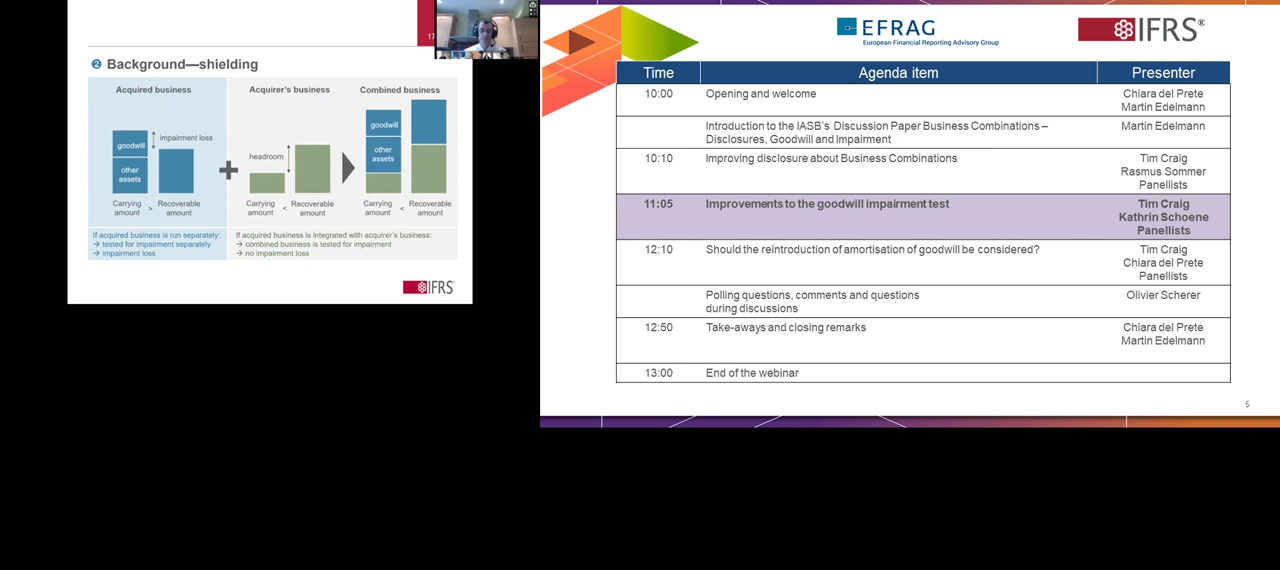 17
❷ Background—shielding
Acquired business
Acquirer's business
Combined business
goodwill
other
assets
impairment loss
headroom
goodwill
other
assets
Carrying
amount
>
Recoverable
amount
Carrying
amount
<
Recoverable
amount
Carrying
amount
<
Recoverable
amount
If acquired business is run separately:
→ tested for impairment separately
→ impairment loss
If acquired business is integrated with acquirer's business:
→ combined business is tested for impairment
→ no impairment loss
IFRS
EFRAG
European Financial Reporting Advisory Group
IFRS®
Time Agenda item Presenter
10:00 Opening and welcome Chiara del Prete
Martin Edelmann
Introduction to the IASB's Discussion Paper Business Combinations – Martin Edelmann
Disclosures, Goodwill and Impairment
10:10 Improving disclosure about Business Combinations Tim Craig
Rasmus Sommer
Panellists
11:05 Improvements to the goodwill impairment test Tim Craig
Kathrin Schoene
Panellists
12:10 Should the reintroduction of amortisation of goodwill be considered? Tim Craig
Chiara del Prete
Panellists
Polling questions, comments and questions Olivier Scherer
during discussions
12:50 Take-aways and closing remarks Chiara del Prete
Martin Edelmann
13:00 End of the webinar
5